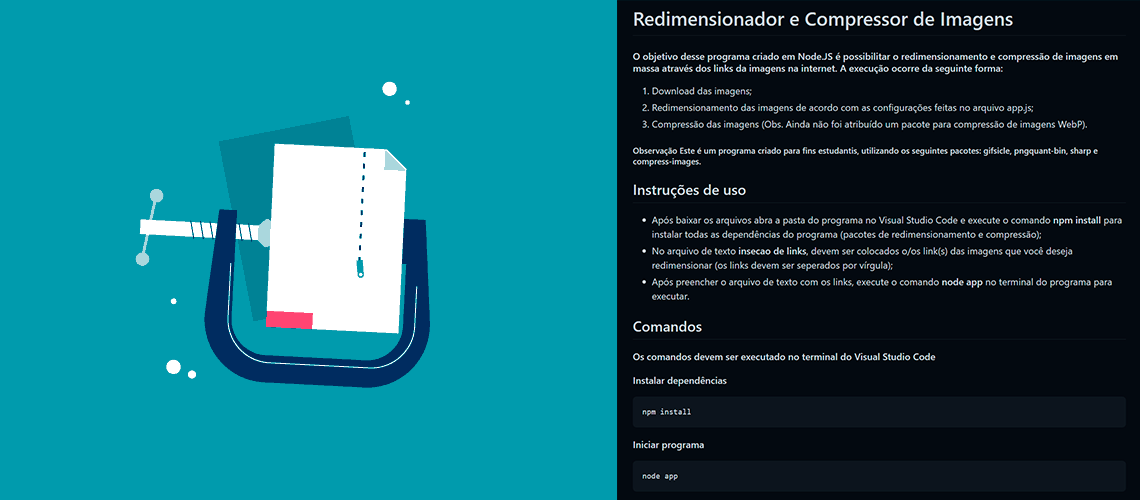 Redimensionador e Compressor de Imagens
O objetivo desse programa criado em Node.JS é possibilitar o redimensionamento e compressão de imagens em
massa através dos links da imagens na internet. A execução ocorre da seguinte forma:
1. Download das imagens;
2. Redimensionamento das imagens de acordo com as configurações feitas no arquivo app.js;
3. Compressão das imagens (Obs. Ainda não foi atribuído um pacote para compressão de imagens WebP).
Observação Este é um programa criado para fins estudantis, utilizando os seguintes pacotes: gifsicle, pngquant-bin, sharp e
compress-images.
Instruções de uso
• Após baixar os arquivos abra a pasta do programa no Visual Studio Code e execute o comando npm install para
instalar todas as dependências do programa (pacotes de redimensionamento e compressão);
• No arquivo de texto insecao de links, devem ser colocados o/os link(s) das imagens que você deseja
redimensionar (os links devem ser seperados por vírgula);
• Após preencher o arquivo de texto com os links, execute o comando node app no terminal do programa para
executar.
Comandos
Os comandos devem ser executado no terminal do Visual Studio Code
Instalar dependências
npm install
Iniciar programa
node app